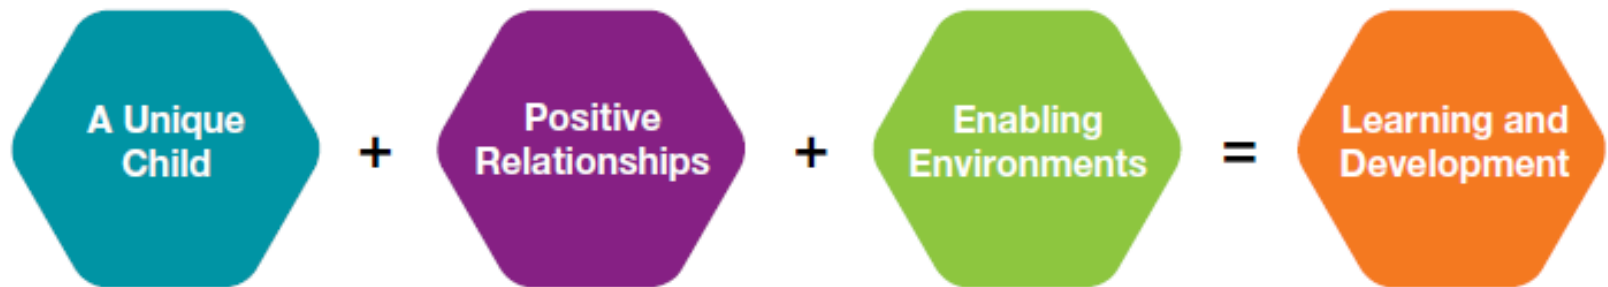 A Unique
Child
+
Positive
Relationships
+
Enabling
Environments
=
Learning and
Development